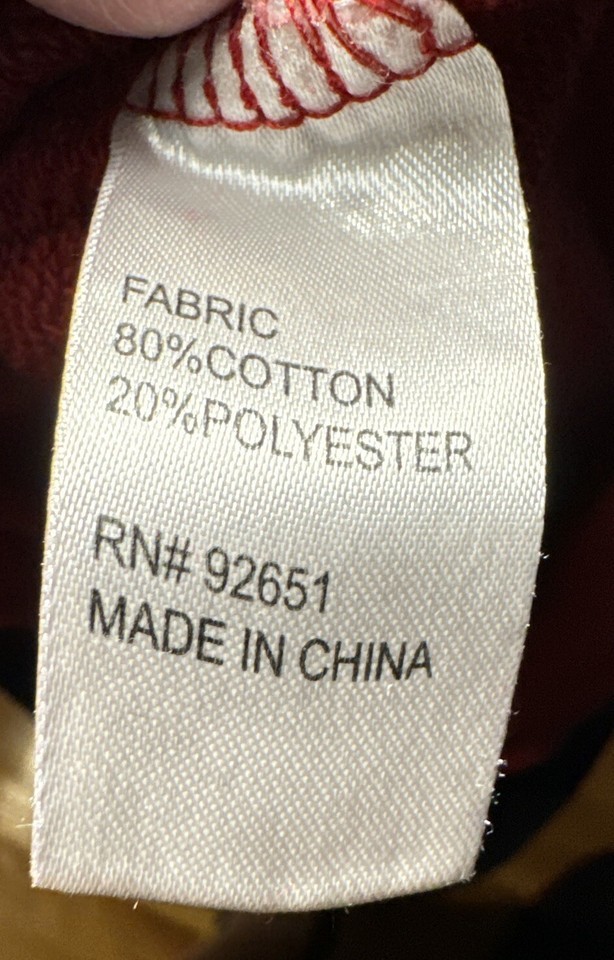 FABRIC
80%COTTON
20%POLYESTER
RN# 92651
MADE IN CHINA